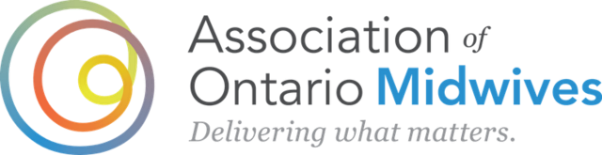 Association of
Ontario Midwives
Delivering what matters.